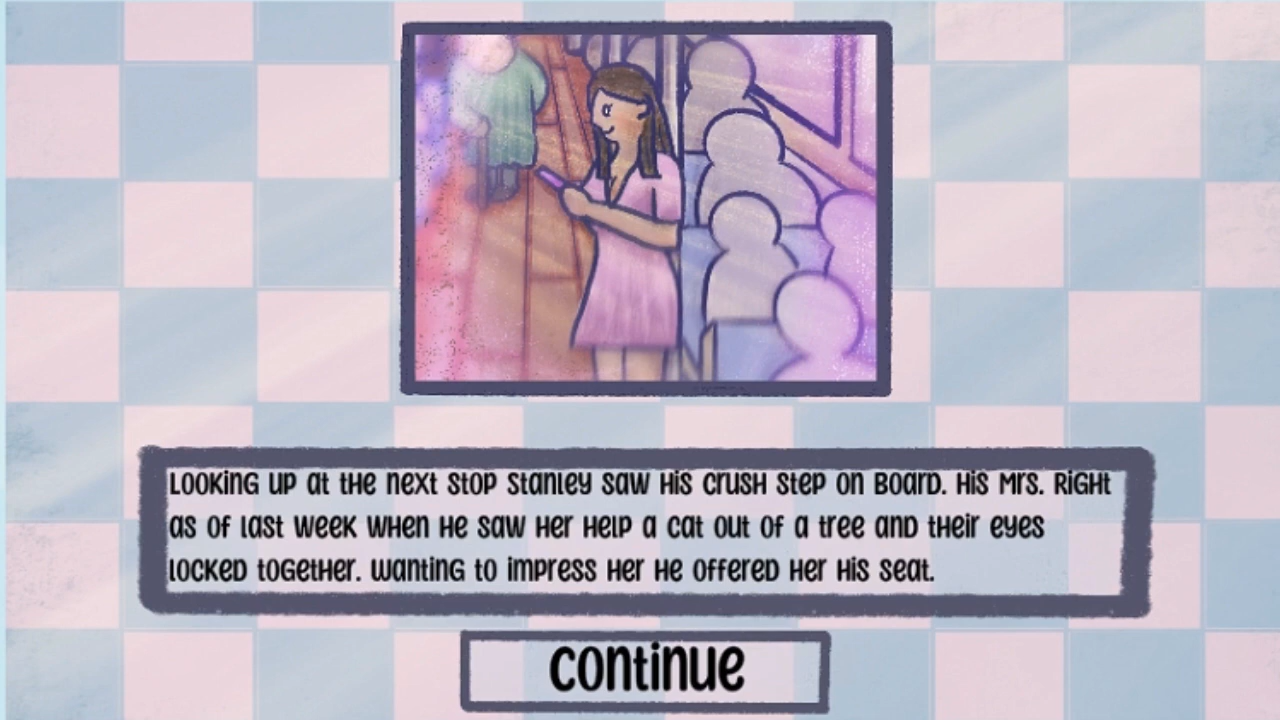 Looking up at the next stop Stanley saw his crush step on board. His Mrs. Right
as of last week when he saw her help a cat out of a tree and their eyes
locked together. Wanting to impress her he offered her his seat.
Continue